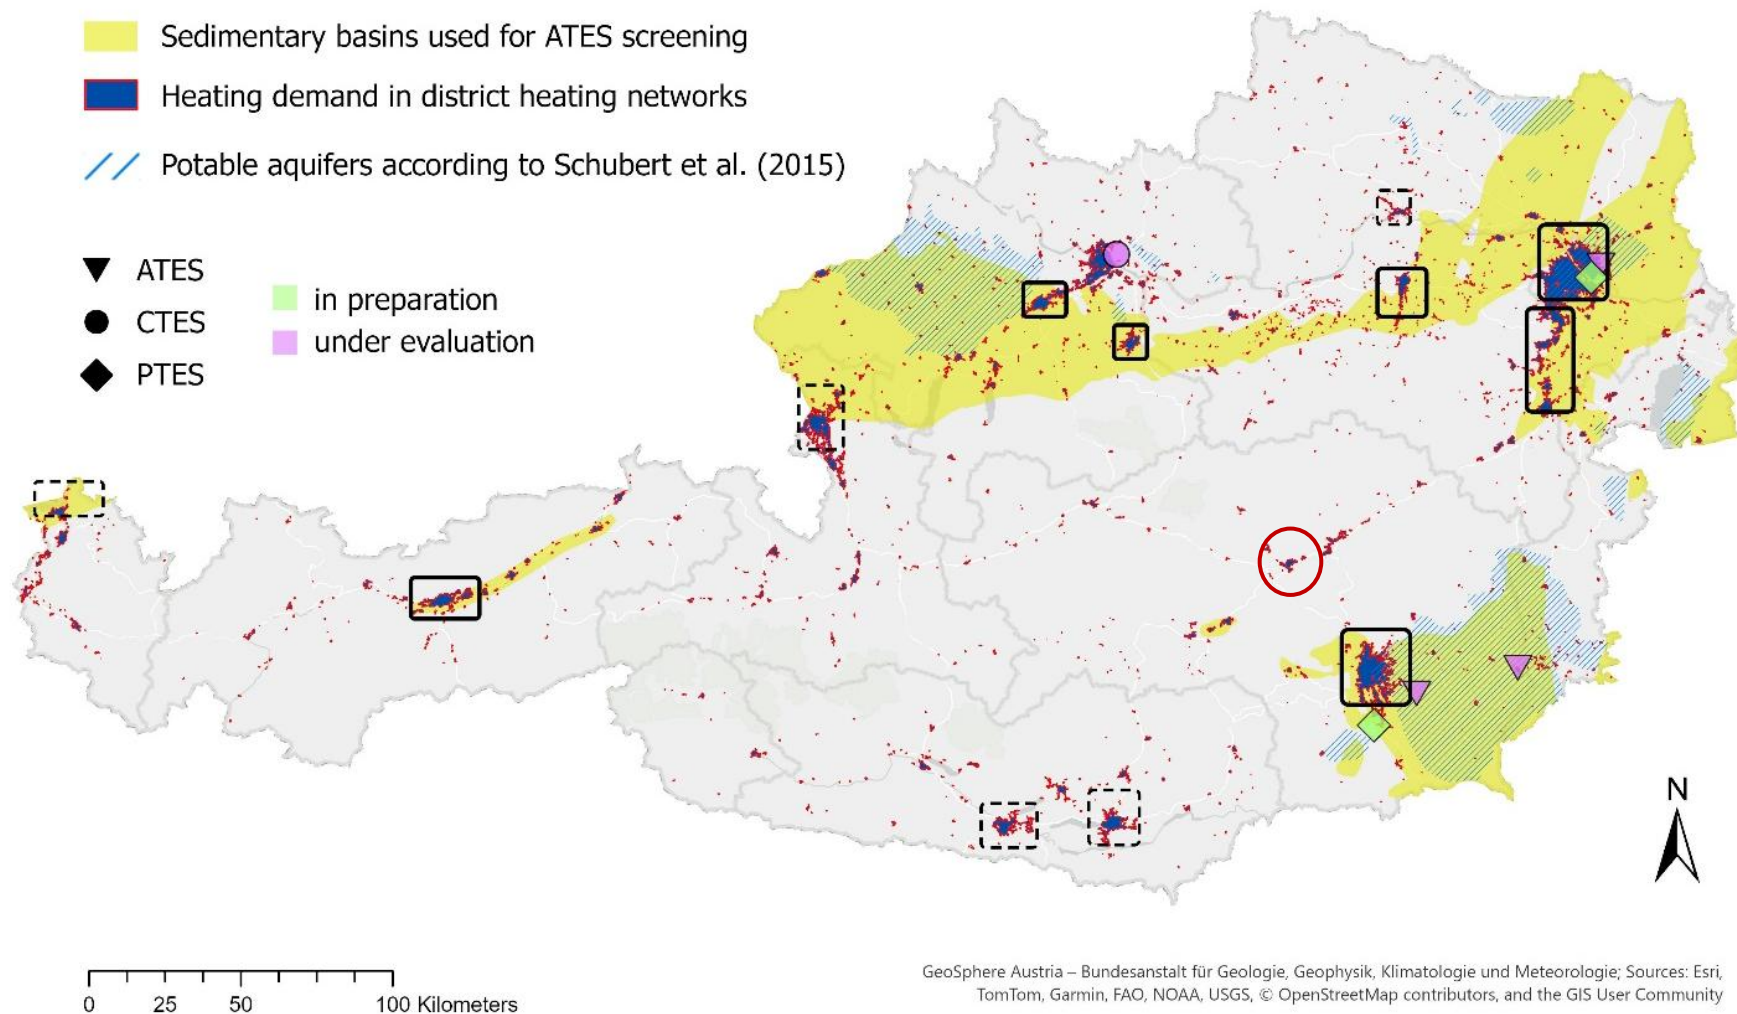 Sedimentary basins used for ATES screening
Heating demand in district heating networks
Potable aquifers according to Schubert et al. (2015)
ATES
CTES
PTES
in preparation
under evaluation
N
0 25 50 100 Kilometers
GeoSphere Austria – Bundesanstalt für Geologie, Geophysik, Klimatologie und Meteorologie; Sources: Esri,
TomTom, Garmin, FAO, NOAA, USGS, © OpenStreetMap contributors, and the GIS User Community